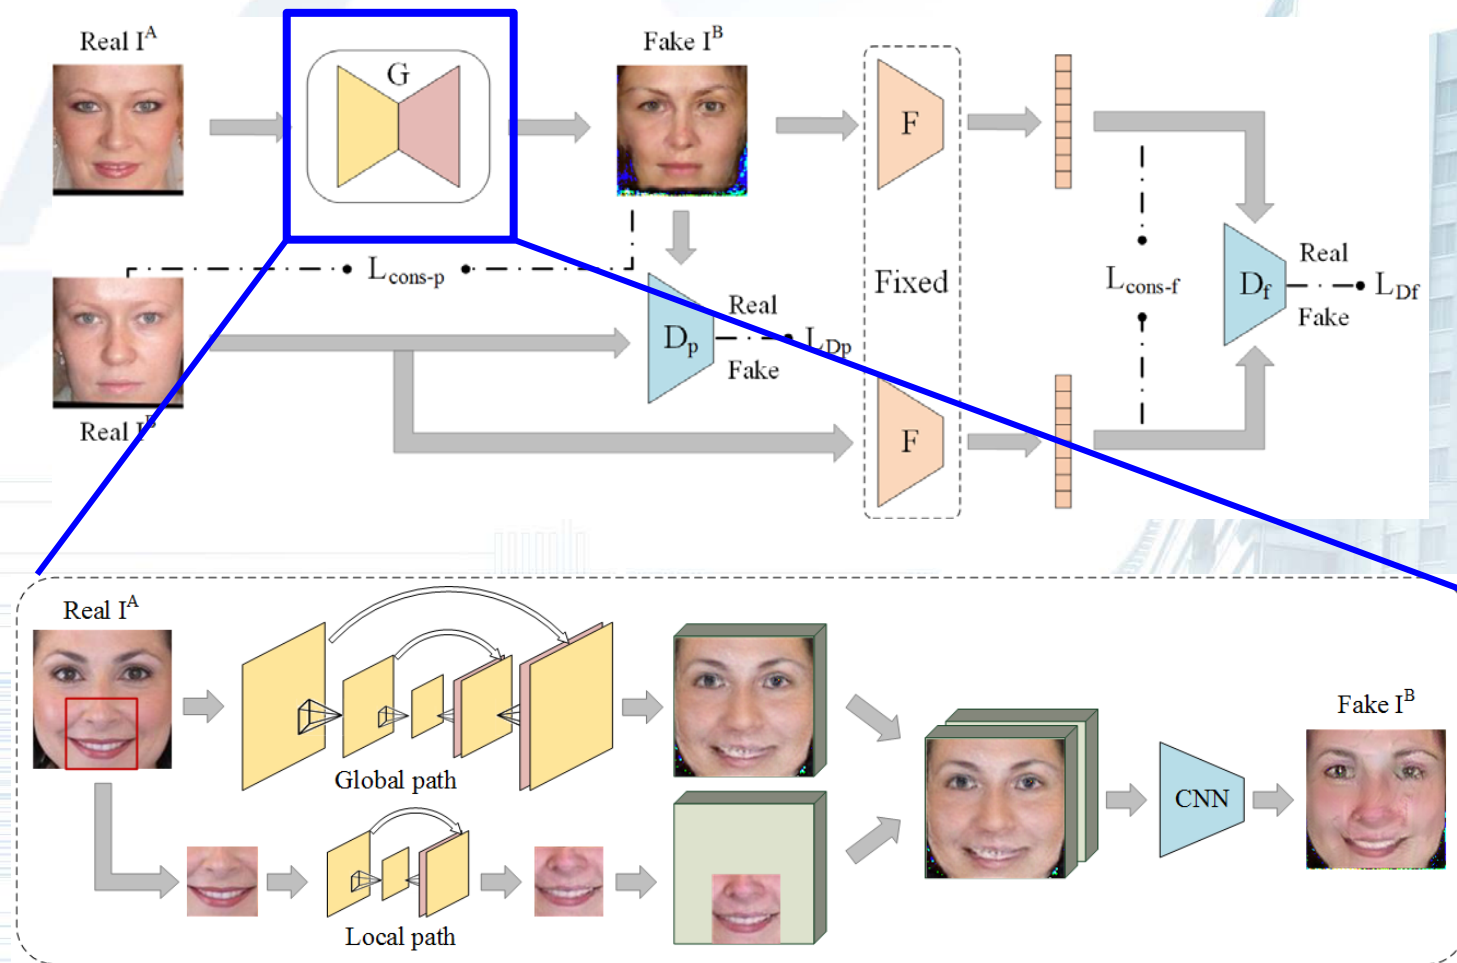 Real I^A
G
Fake I^B
F
L_cons-p
Fixed
L_cons-f
Real
D_f
L_Df
Fake
Real
D_p
L_Dp
Fake
Real I^B
F
Real I^A
Global path
Fake I^B
CNN
Local path